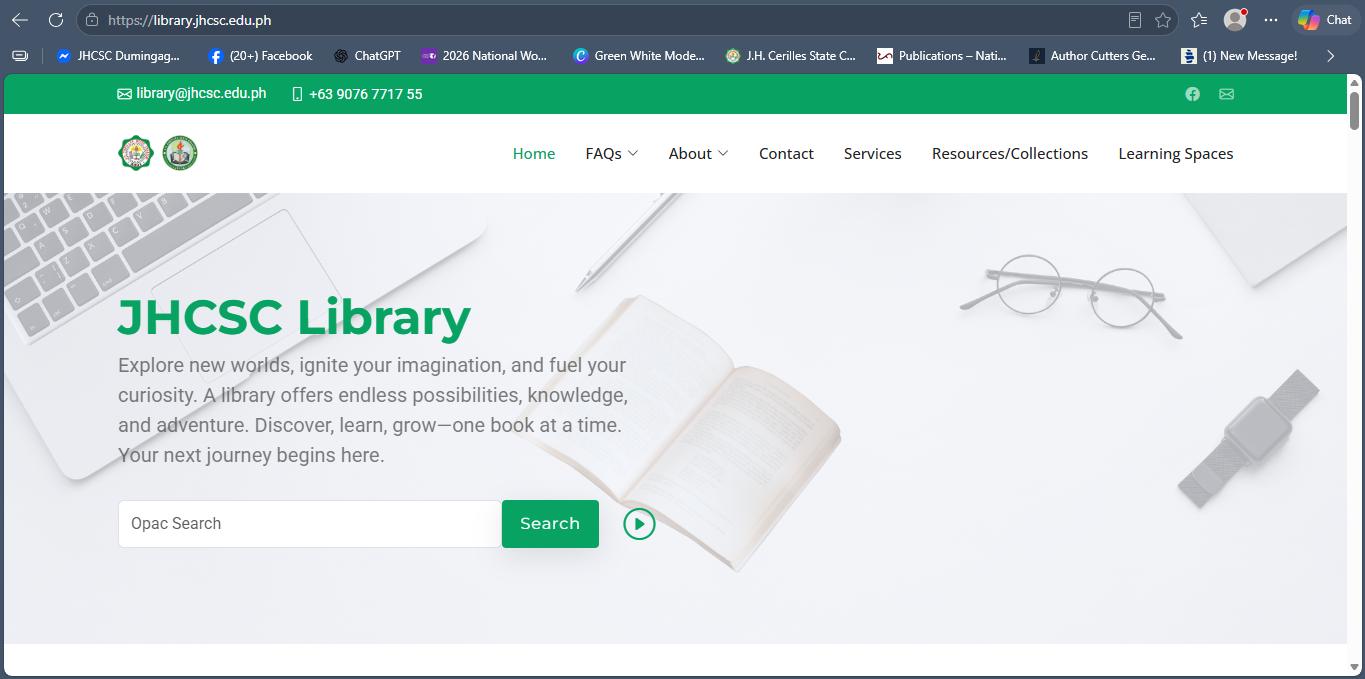 https://library.jhcsc.edu.ph
Chat
JHCSC Dumingag...
(20+) Facebook
ChatGPT
2026 National Wo...
Green White Mode...
J.H. Cerilles State C...
Publications – Nati...
Author Cutters Ge...
(1) New Message!
library@jhcsc.edu.ph
+63 9076 7717 55
Home
FAQs
About
Contact
Services
Resources/Collections
Learning Spaces
JHCSC Library
Explore new worlds, ignite your imagination, and fuel your
curiosity. A library offers endless possibilities, knowledge,
and adventure. Discover, learn, grow—one book at a time.
Your next journey begins here.
Opac Search
Search